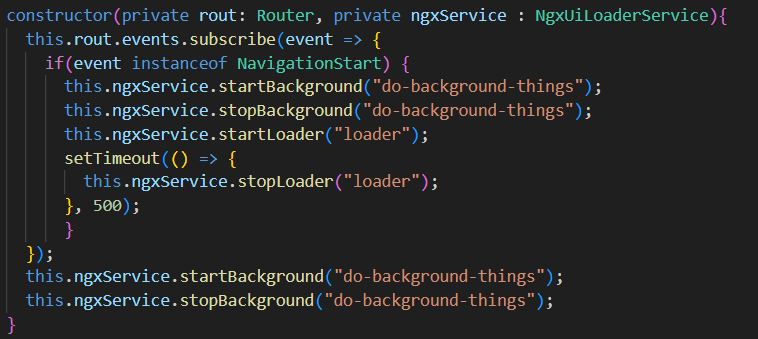 constructor(private rout: Router, private ngxService : NgxUiLoaderService){
this.rout.events.subscribe(event => {
if(event instanceof NavigationStart) {
this.ngxService.startBackground("do-background-things");
this.ngxService.stopBackground("do-background-things");
this.ngxService.startLoader("loader");
setTimeout(() => {
this.ngxService.stopLoader("loader");
}, 500);
}
});
this.ngxService.startBackground("do-background-things");
this.ngxService.stopBackground("do-background-things");
}